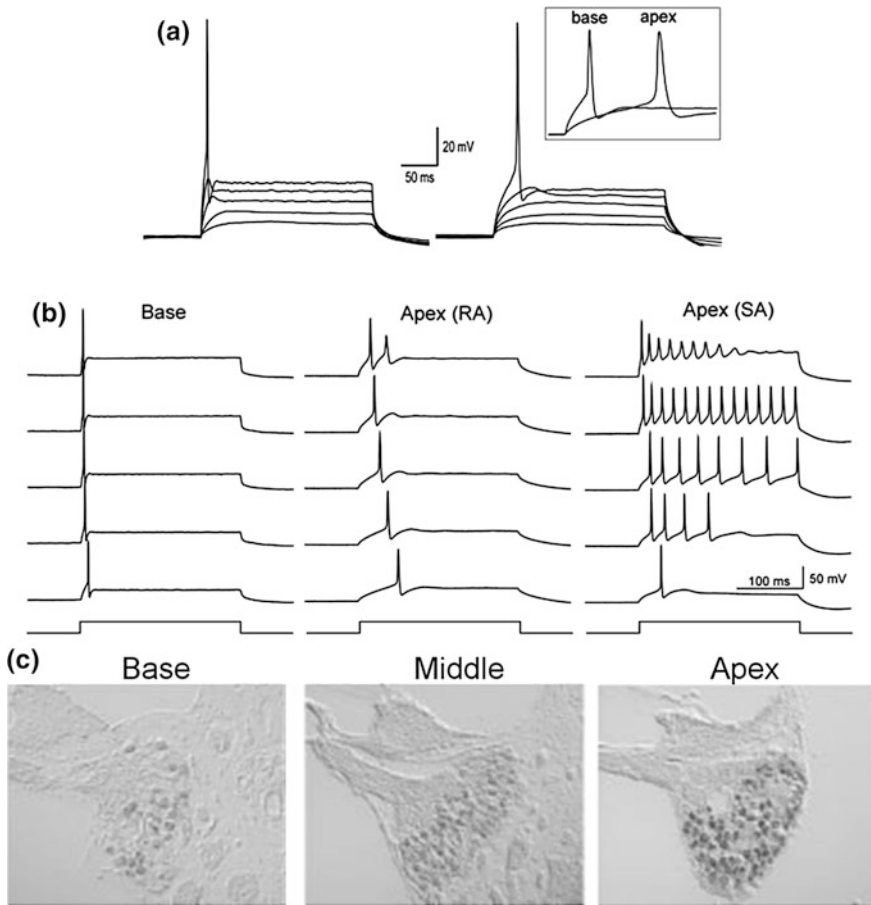 (a)
base apex
20 mV
50 ms
(b)
Base Apex (RA) Apex (SA)
100 ms 50 mV
(c)
Base Middle Apex